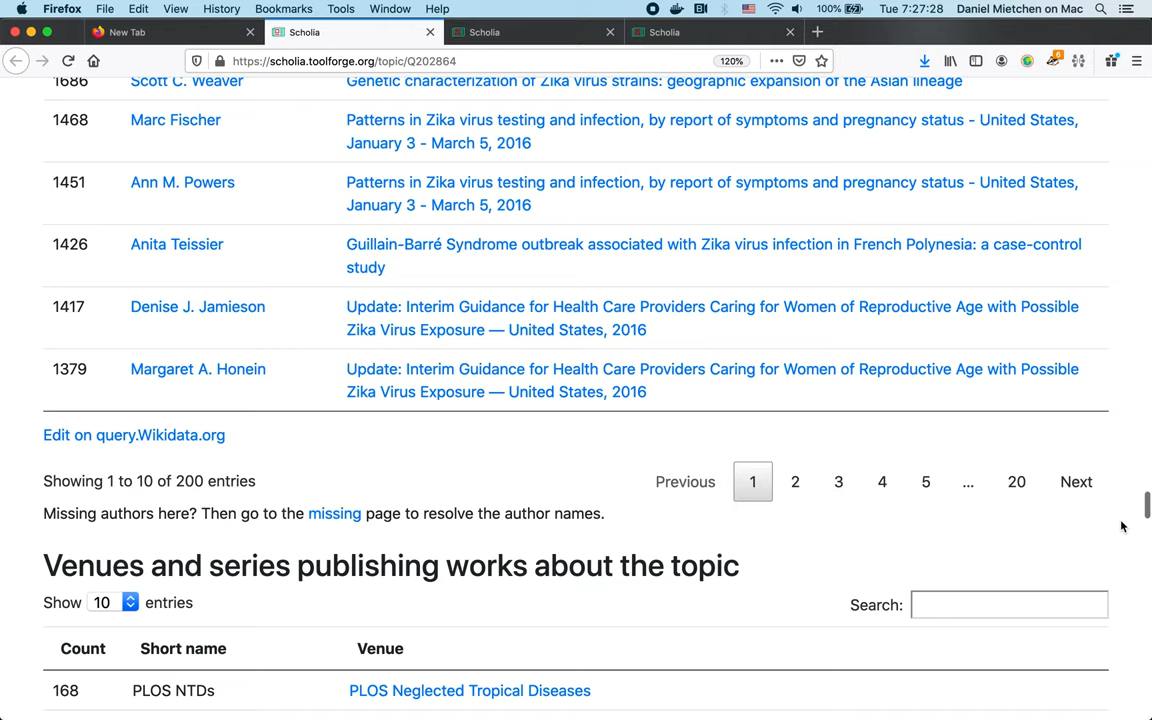 Firefox File Edit View History Bookmarks Tools Window Help 100% Tue 7:27:28 Daniel Mietchen on Mac
New Tab Scholia Scholia Scholia
https://scholia.toolforge.org/topic/Q202864 120% 6
1686 Scott C. Weaver Genetic characterization of Zika virus strains: geographic expansion of the Asian lineage
1468 Marc Fischer Patterns in Zika virus testing and infection, by report of symptoms and pregnancy status - United States,
January 3 - March 5, 2016
1451 Ann M. Powers Patterns in Zika virus testing and infection, by report of symptoms and pregnancy status - United States,
January 3 - March 5, 2016
1426 Anita Teissier Guillain-Barré Syndrome outbreak associated with Zika virus infection in French Polynesia: a case-control
study
1417 Denise J. Jamieson Update: Interim Guidance for Health Care Providers Caring for Women of Reproductive Age with Possible
Zika Virus Exposure — United States, 2016
1379 Margaret A. Honein Update: Interim Guidance for Health Care Providers Caring for Women of Reproductive Age with Possible
Zika Virus Exposure — United States, 2016
Edit on query.Wikidata.org
Showing 1 to 10 of 200 entries Previous 1 2 3 4 5 ... 20 Next
Missing authors here? Then go to the missing page to resolve the author names.
Venues and series publishing works about the topic
Show 10 entries Search:
Count Short name Venue
168 PLOS NTDs PLOS Neglected Tropical Diseases